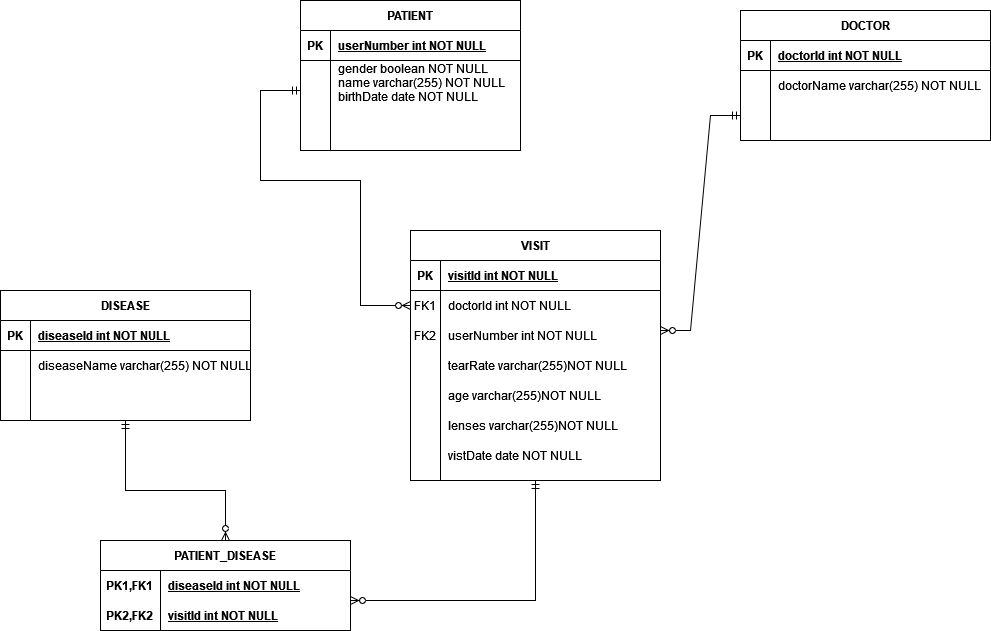 PATIENT
PK userNumber int NOT NULL
gender boolean NOT NULL
name varchar(255) NOT NULL
birthDate date NOT NULL
DOCTOR
PK doctorId int NOT NULL
doctorName varchar(255) NOT NULL
VISIT
PK visitId int NOT NULL
FK1 doctorId int NOT NULL
FK2 userNumber int NOT NULL
tearRate varchar(255)NOT NULL
age varchar(255)NOT NULL
lenses varchar(255)NOT NULL
vistDate date NOT NULL
DISEASE
PK diseaseId int NOT NULL
diseaseName varchar(255) NOT NULL
PATIENT_DISEASE
PK1,FK1 diseaseId int NOT NULL
PK2,FK2 visitId int NOT NULL